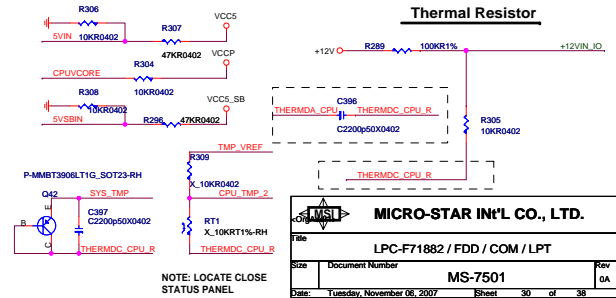 Thermal Resistor
R306
10KR0402
5VIN
R307
47KR0402
VCC5
CPUVCORE
R304
10KR0402
VCCP
R308
10KR0402
5VSBIN
R296
47KR0402
VCC5_SB
+12V
R289
100KR1%
+12VIN_IO
C396
THERMDA_CPU
THERMDC_CPU_R
C2200p50X0402
R305
10KR0402
THERMDC_CPU_R
P-MMBT3906LT1G_SOT23-RH
Q42
SYS_TMP
E
B
C
C397
C2200p50X0402
THERMDC_CPU_R
TMP_VREF
R309
X_10KR0402
CPU_TMP_2
RT1
X_10KRT1%-RH
THERMDC_CPU_R
NOTE: LOCATE CLOSE
STATUS PANEL
MSI
MICRO-STAR INt'L CO., LTD.
Title
LPC-F71882 / FDD / COM / LPT
Size
Document Number
Rev
MS-7501
0A
Date: Tuesday, November 06, 2007 Sheet 30 of 38